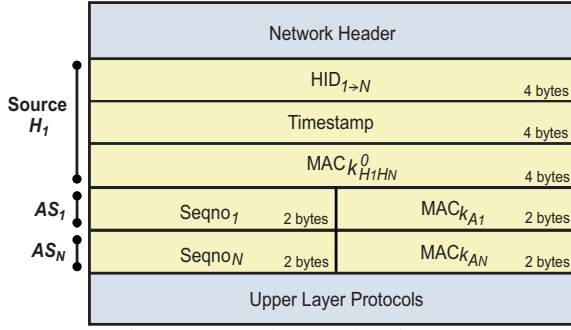 Network Header
HID1→N 4 bytes
Source
H1
Timestamp 4 bytes
MACk⁰H1HN 4 bytes
AS1 Seqno1 2 bytes MACkA1 2 bytes
ASN SeqnoN 2 bytes MACkAN 2 bytes
Upper Layer Protocols